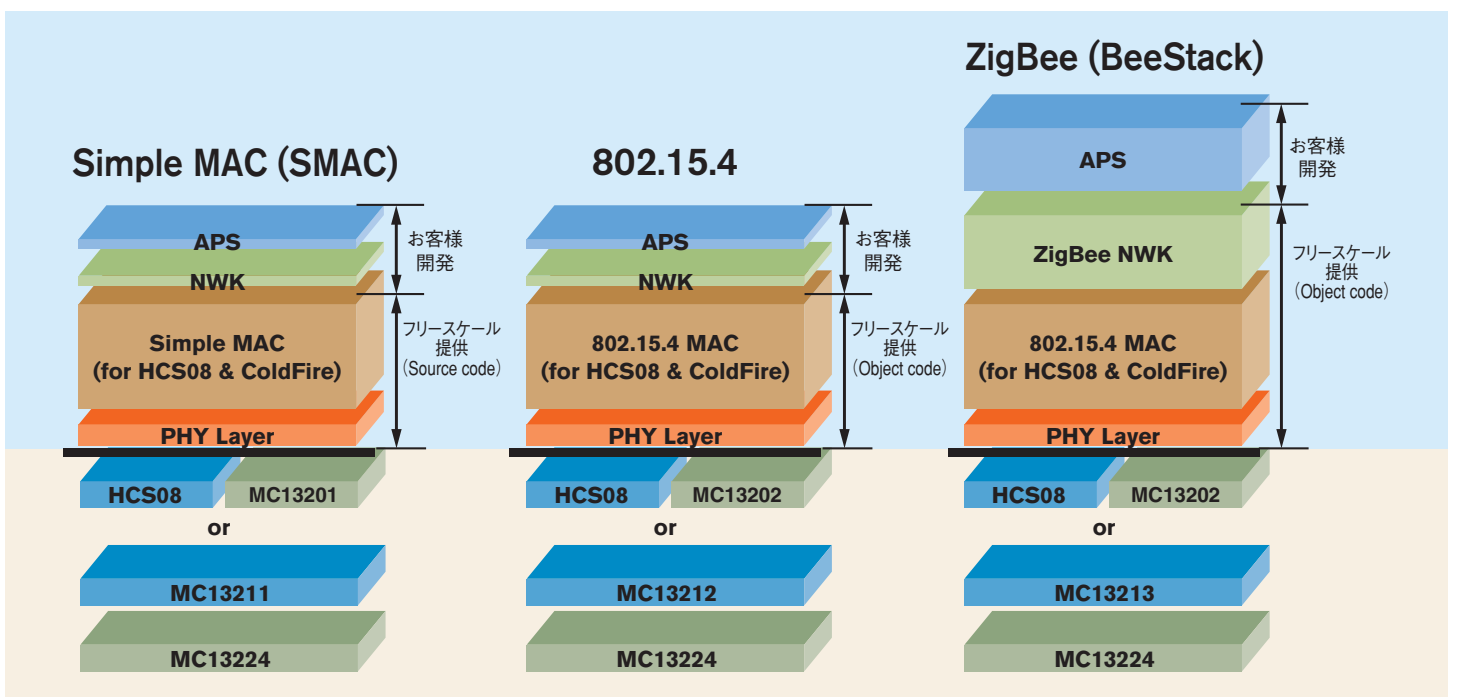 Simple MAC (SMAC)
APS
NWK
お客様
開発
Simple MAC
(for HCS08 & ColdFire)
フリースケール
提供
(Source code)
PHY Layer
HCS08
MC13201
or
MC13211
MC13224
802.15.4
APS
NWK
お客様
開発
802.15.4 MAC
(for HCS08 & ColdFire)
フリースケール
提供
(Object code)
PHY Layer
HCS08
MC13202
or
MC13212
MC13224
ZigBee (BeeStack)
APS
お客様
開発
ZigBee NWK
フリースケール
提供
(Object code)
802.15.4 MAC
(for HCS08 & ColdFire)
PHY Layer
HCS08
MC13202
or
MC13213
MC13224